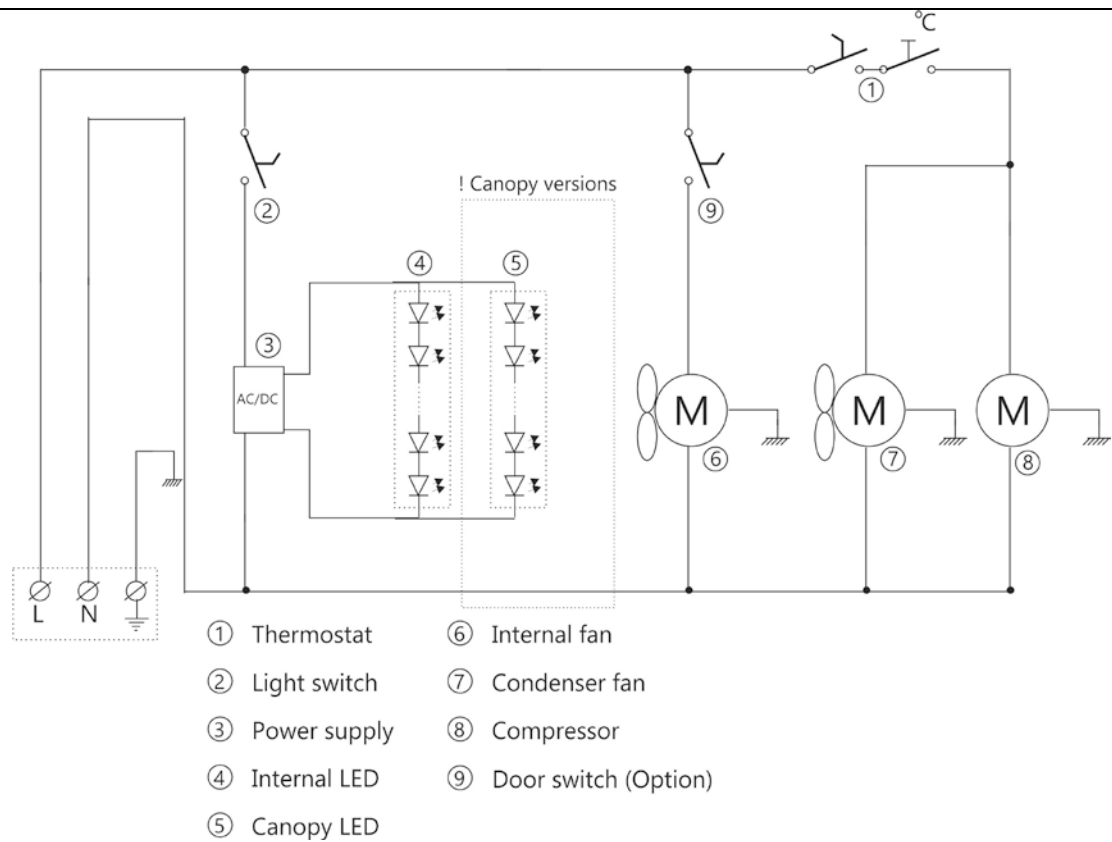 °C
①
②
⑨
! Canopy versions
④ ⑤
③
AC/DC
M M M
⑥ ⑦ ⑧
L N
① Thermostat
② Light switch
③ Power supply
④ Internal LED
⑤ Canopy LED
⑥ Internal fan
⑦ Condenser fan
⑧ Compressor
⑨ Door switch (Option)